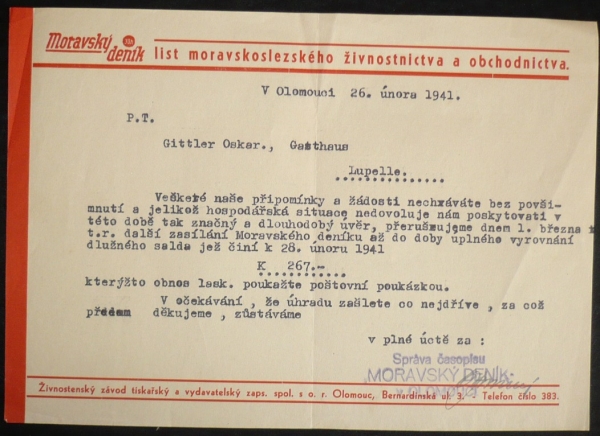 Moravský deník list moravskoslezského živnostnictva a obchodnictva.
V Olomouci 26. února 1941.
P.T.
Gittler Oskar., Gasthaus
Lupelle.
Večkeré naše připomínky a žádosti nechváváte bez povši-
mnutí a jelikož hospodářská situace nedovoluje nám poskytovati v
této době tak značný a dlouhodobý úvěr, přerušujeme dnem 1. března
t.r. další zasílání Moravského deníku až do doby uplného vyrovnání
dlužného salda jež činí k 28. únoru 1941
K 267.-
kterýžto obnos lask. poukažte poštovní poukázkou.
V očekávání , že úhradu zašlete co nejdříve , za což
předem děkujeme , zůstáváme
v plné úctě za :
Správa časopisu
"MORAVSKÝ DENÍK"
v OLOMOUCI
Živnostenský závod tiskařský a vydavatelský zaps. spol. s o. r. Olomouc, Bernardinská ul. 3. - Telefon číslo 383.